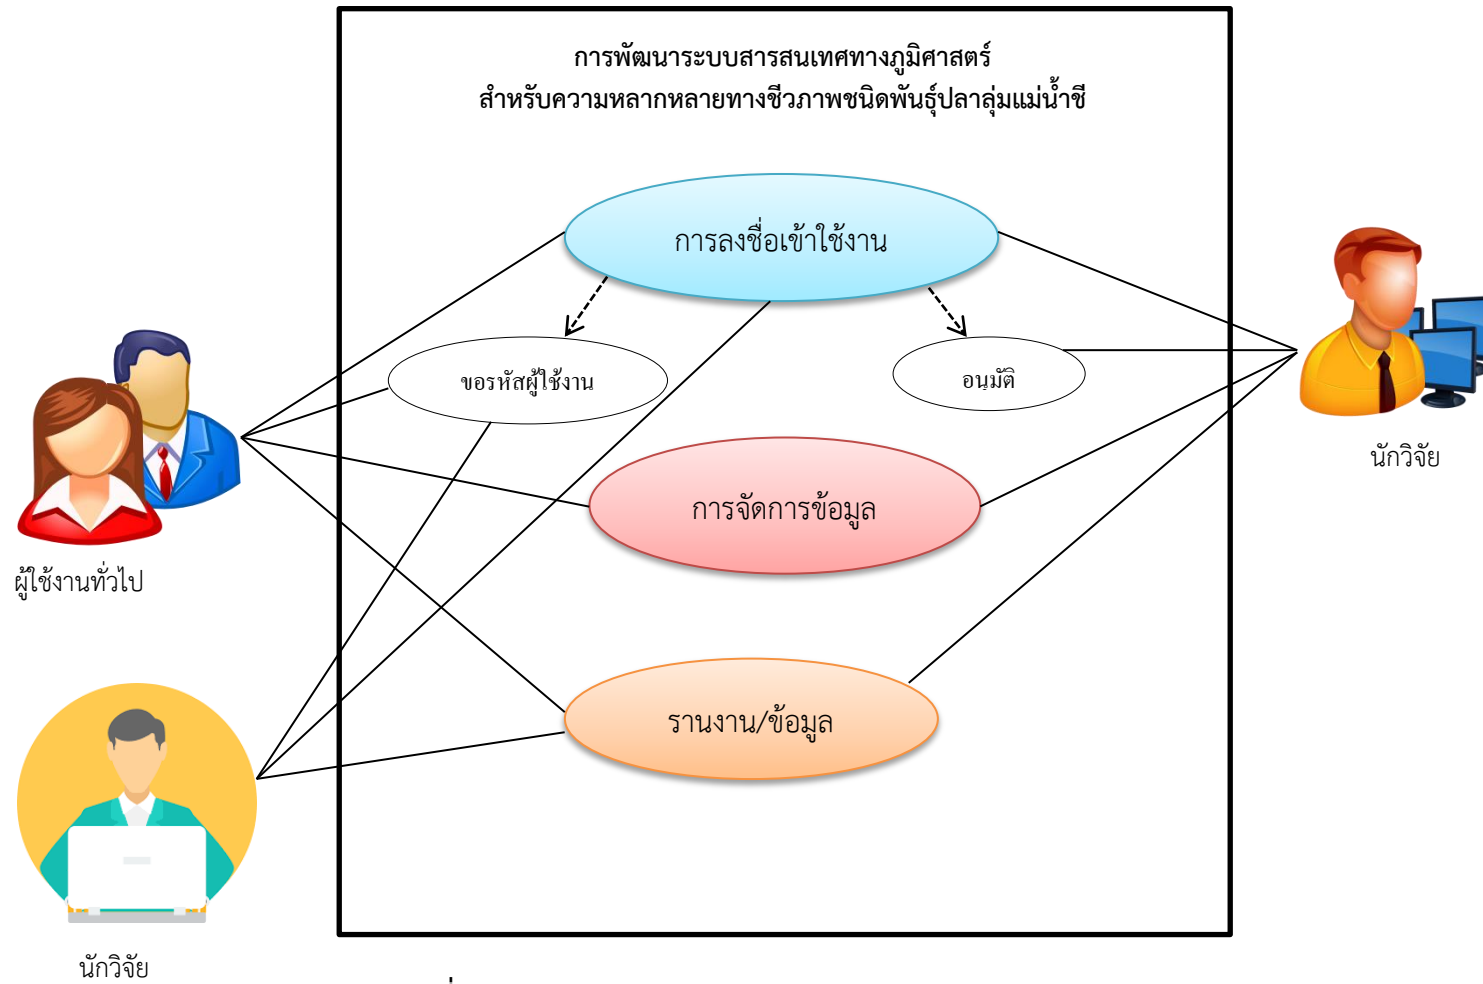 การพัฒนาระบบสารสนเทศทางภูมิศาสตร์
สำหรับความหลากหลายทางชีวภาพชนิดพันธุ์ปลาลุ่มแม่น้ำชี
การลงชื่อเข้าใช้งาน
ขอรหัสผู้ใช้งาน
อนุมัติ
นักวิจัย
การจัดการข้อมูล
ผู้ใช้งานทั่วไป
รานงาน/ข้อมูล
นักวิจัย